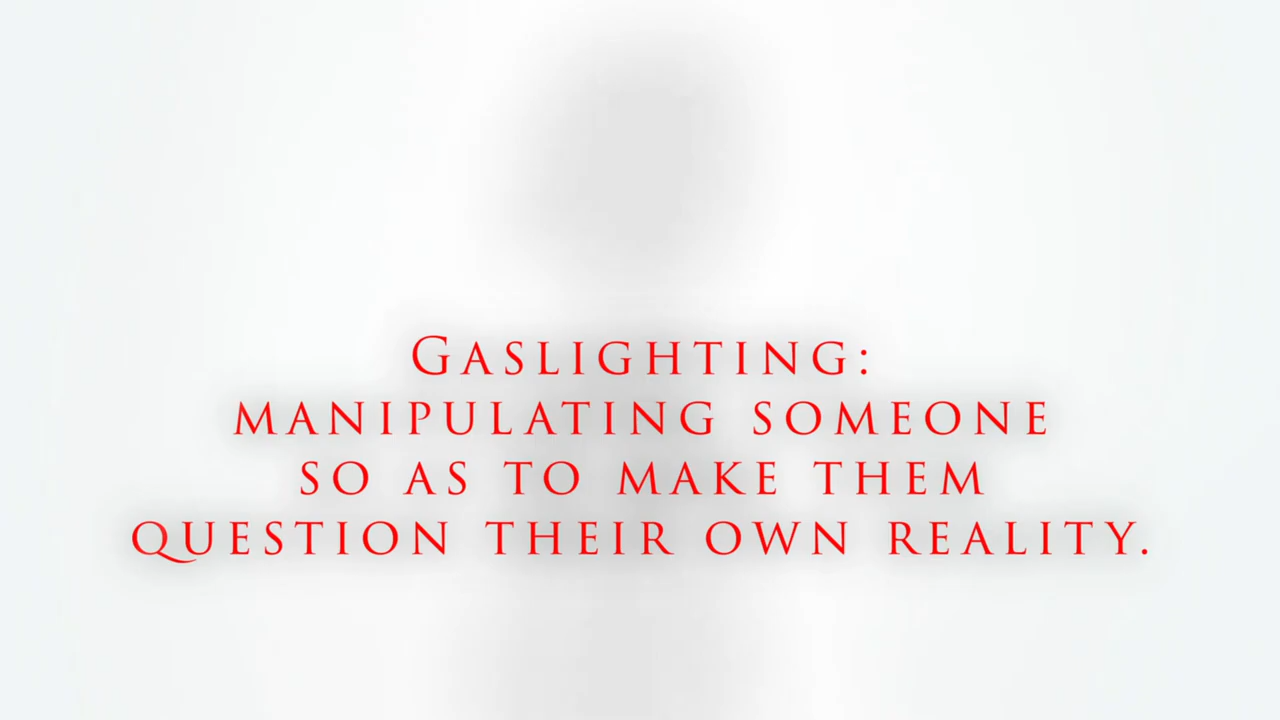 Gaslighting:
manipulating someone
so as to make them
question their own reality.